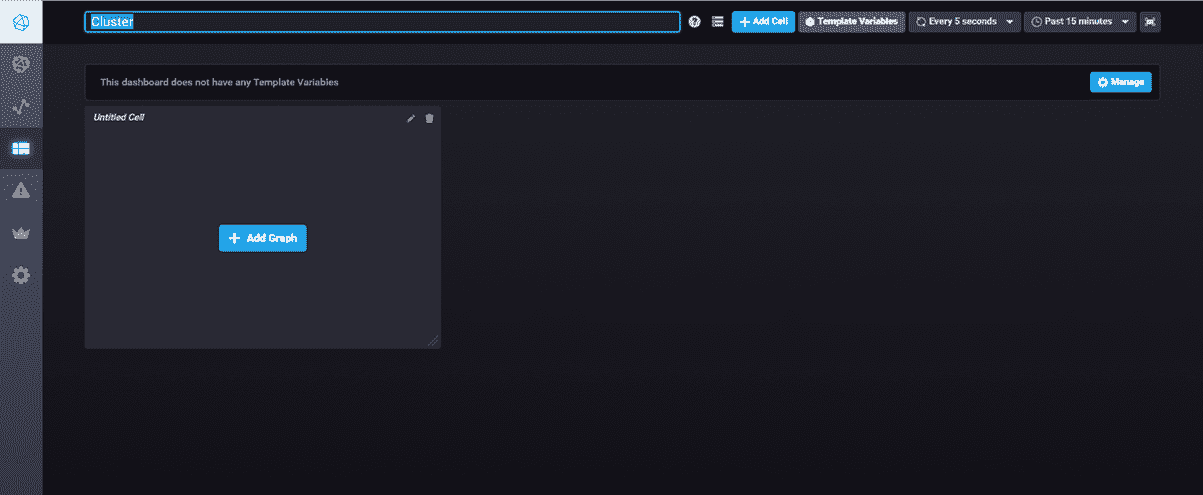 Cluster
Add Cell
Template Variables
Every 5 seconds
Past 15 minutes
This dashboard does not have any Template Variables
Manage
Untitled Cell
Add Graph